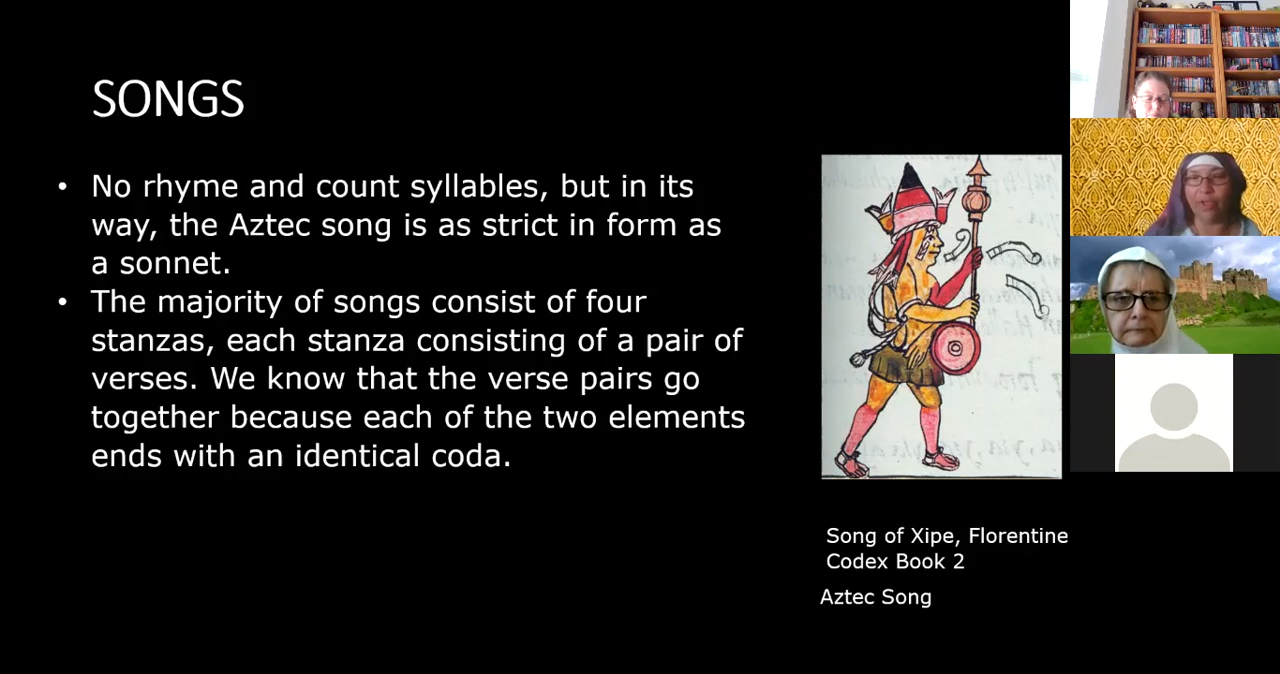 SONGS
• No rhyme and count syllables, but in its
way, the Aztec song is as strict in form as
a sonnet.
• The majority of songs consist of four
stanzas, each stanza consisting of a pair of
verses. We know that the verse pairs go
together because each of the two elements
ends with an identical coda.
Song of Xipe, Florentine
Codex Book 2
Aztec Song